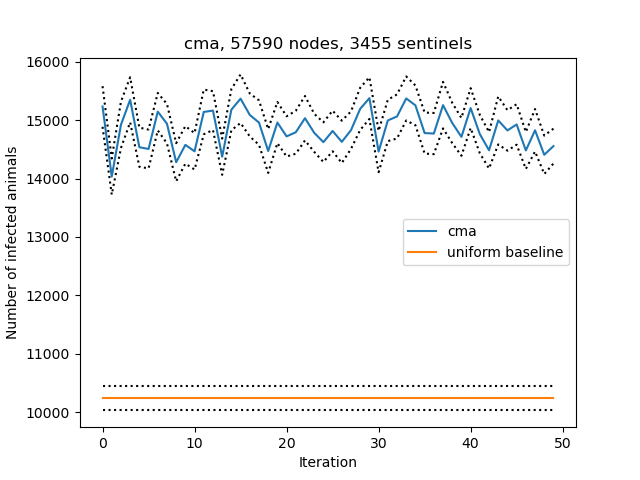 cma, 57590 nodes, 3455 sentinels
16000
15000
14000
13000
12000
11000
10000
Number of infected animals
cma
uniform baseline
0 10 20 30 40 50
Iteration